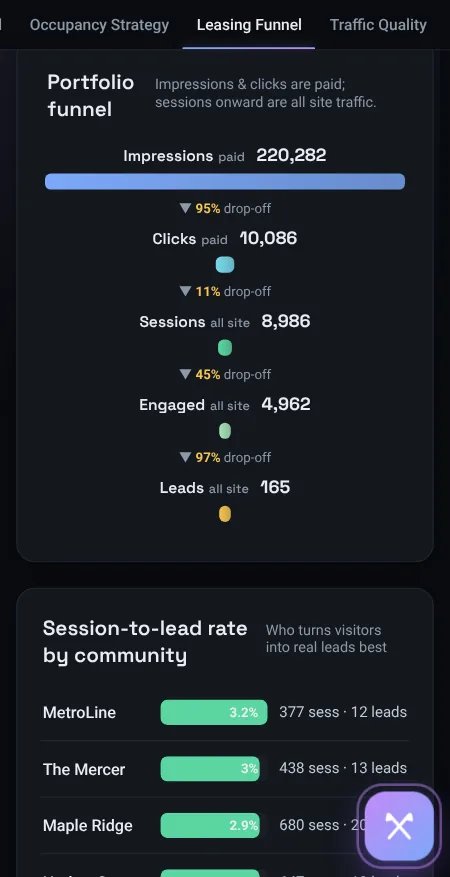 Occupancy Strategy Leasing Funnel Traffic Quality
Portfolio funnel
Impressions & clicks are paid;
sessions onward are all site traffic.
Impressions paid 220,282
▼ 95% drop-off
Clicks paid 10,086
▼ 11% drop-off
Sessions all site 8,986
▼ 45% drop-off
Engaged all site 4,962
▼ 97% drop-off
Leads all site 165
Session-to-lead rate
by community
Who turns visitors
into real leads best
MetroLine 3.2% 377 sess · 12 leads
The Mercer 3% 438 sess · 13 leads
Maple Ridge 2.9% 680 sess · 20